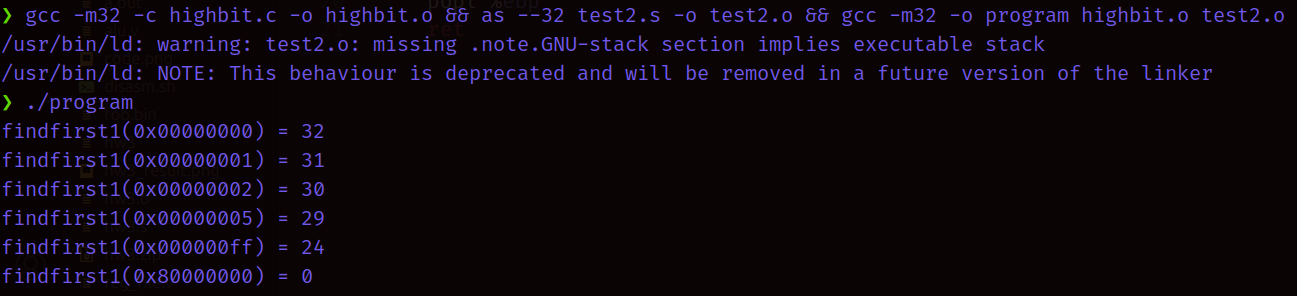 ❯ gcc -m32 -c highbit.c -o highbit.o && as --32 test2.s -o test2.o && gcc -m32 -o program highbit.o test2.o
/usr/bin/ld: warning: test2.o: missing .note.GNU-stack section implies executable stack
/usr/bin/ld: NOTE: This behaviour is deprecated and will be removed in a future version of the linker
❯ ./program
findfirst1(0x00000000) = 32
findfirst1(0x00000001) = 31
findfirst1(0x00000002) = 30
findfirst1(0x00000005) = 29
findfirst1(0x000000ff) = 24
findfirst1(0x80000000) = 0